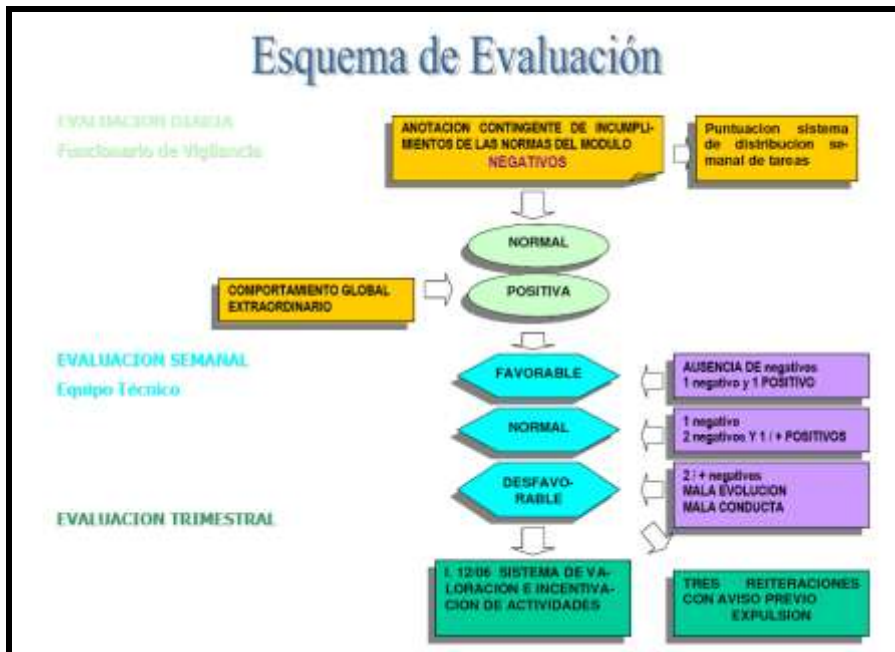 Esquema de Evaluación
EVALUACION DIARIA
Funcionario de Vigilancia
ANOTACION CONTINGENTE DE INCUMPLI-
MIENTOS DE LAS NORMAS DEL MODULO
NEGATIVOS
Puntuacion sistema
de distribucion se-
manal de tareas
NORMAL
COMPORTAMIENTO GLOBAL
EXTRAORDINARIO
POSITIVA
EVALUACION SEMANAL
Equipo Técnico
FAVORABLE
AUSENCIA DE negativos
1 negativo y 1 POSITIVO
NORMAL
1 negativo
2 negativos Y 1 / + POSITIVOS
DESFAVO-
RABLE
2 / + negativos
MALA EVOLUCION
MALA CONDUCTA
EVALUACION TRIMESTRAL
I. 12/06 SISTEMA DE VA-
LORACION E INCENTIVA-
CION DE ACTIVIDADES
TRES REITERACIONES
CON AVISO PREVIO
EXPULSION